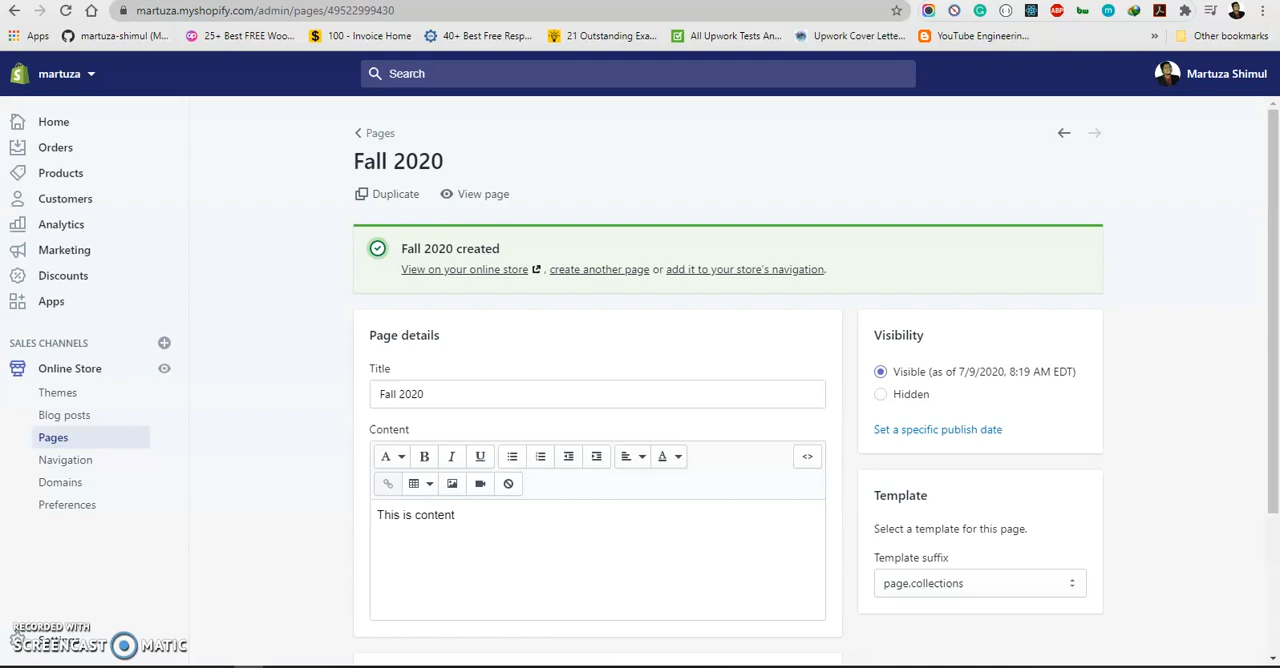 martuza.myshopify.com/admin/pages/49522999430
Apps
martuza-shimul (M...
25+ Best FREE Woo...
100 - Invoice Home
40+ Best Free Resp...
21 Outstanding Exa...
All Upwork Tests An...
Upwork Cover Lette...
YouTube Engineerin...
»
Other bookmarks
martuza
Search
Martuza Shimul
Home
Orders
Products
Customers
Analytics
Marketing
Discounts
Apps
SALES CHANNELS
Online Store
Themes
Blog posts
Pages
Navigation
Domains
Preferences
Pages
Fall 2020
Duplicate
View page
Fall 2020 created
View on your online store , create another page or add it to your store's navigation.
Page details
Title
Fall 2020
Content
A
B
I
U
A
<>
This is content
Visibility
Visible (as of 7/9/2020, 8:19 AM EDT)
Hidden
Set a specific publish date
Template
Select a template for this page.
Template suffix
page.collections
RECORDED WITH
SCREENCAST MATIC